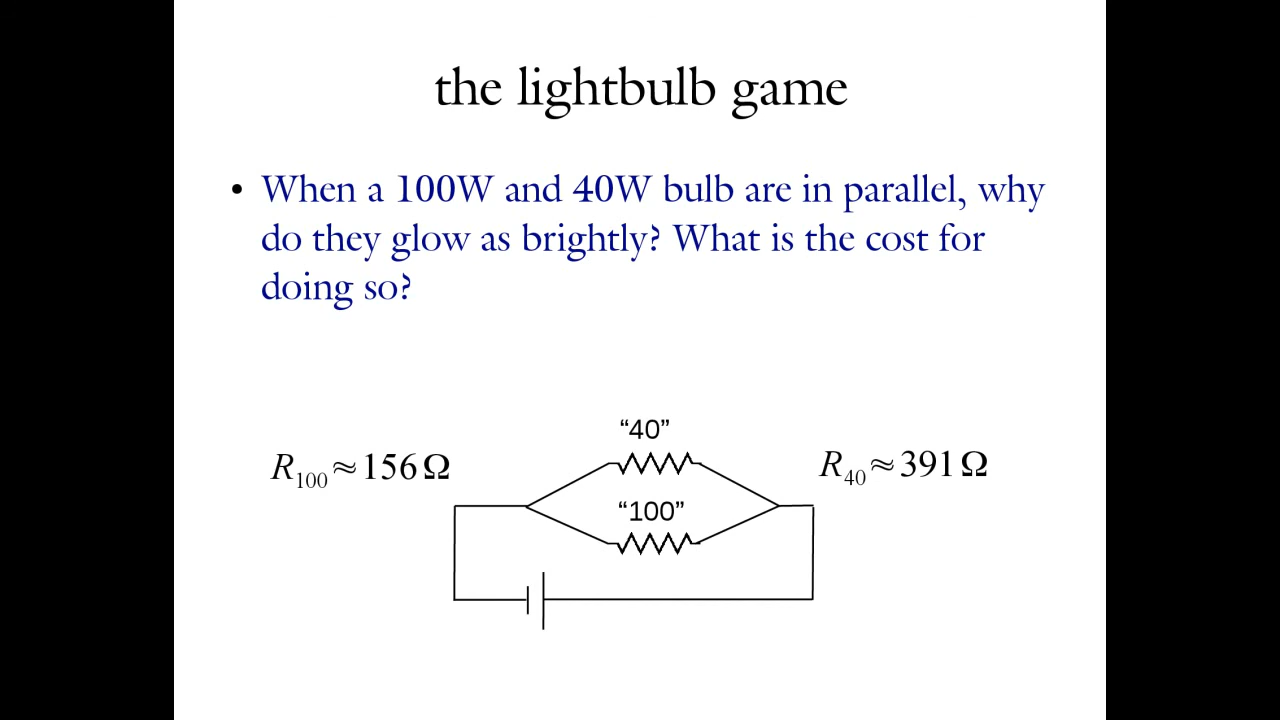 the lightbulb game
• When a 100W and 40W bulb are in parallel, why
do they glow as brightly? What is the cost for
doing so?
“40”
R₁₀₀ ≈ 156 Ω
R₄₀ ≈ 391 Ω
“100”